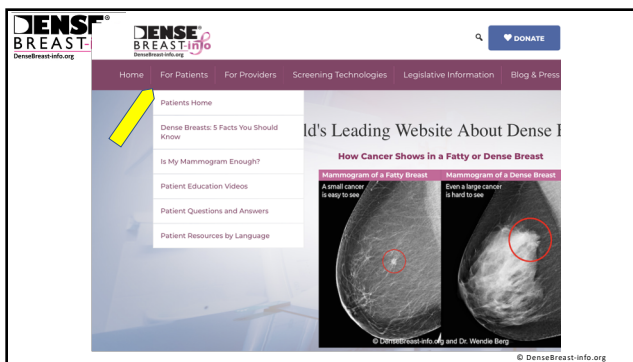 DENSE®
BREAST-i
DenseBreast-info.org
DENSE®
BREAST-info
DenseBreast-info.org
DONATE
Home For Patients For Providers Screening Technologies Legislative Information Blog & Press
Patients Home
Dense Breasts: 5 Facts You Should
Know
Is My Mammogram Enough?
Patient Education Videos
Patient Questions and Answers
Patient Resources by Language
ld's Leading Website About Dense
How Cancer Shows in a Fatty or Dense Breast
Mammogram of a Fatty Breast Mammogram of a Dense Breast
A small cancer
is easy to see
Even a large cancer
is hard to see
© DenseBreast-info.org and Dr. Wendie Berg
© DenseBreast-info.org